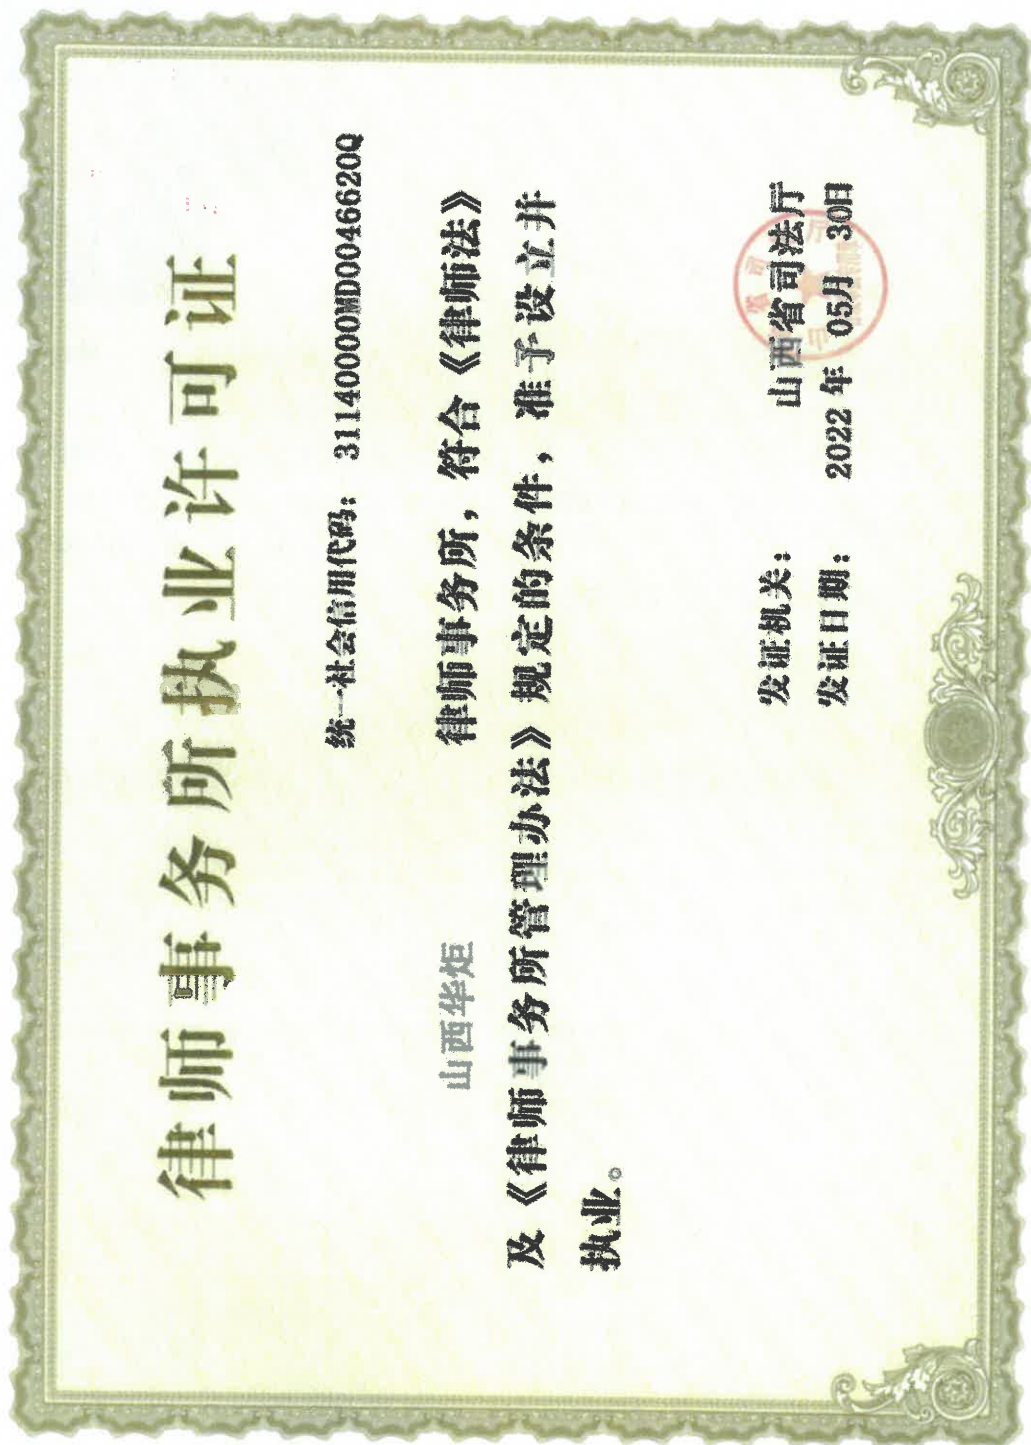 律师事务所执业许可证
统一社会信用代码： 31140000MD0046620Q
山西华炬 律师事务所，符合《律师法》
及《律师事务所管理办法》规定的条件，准予设立并
执业。
发证机关： 山西省司法厅
发证日期： 2022 年 05月 30日